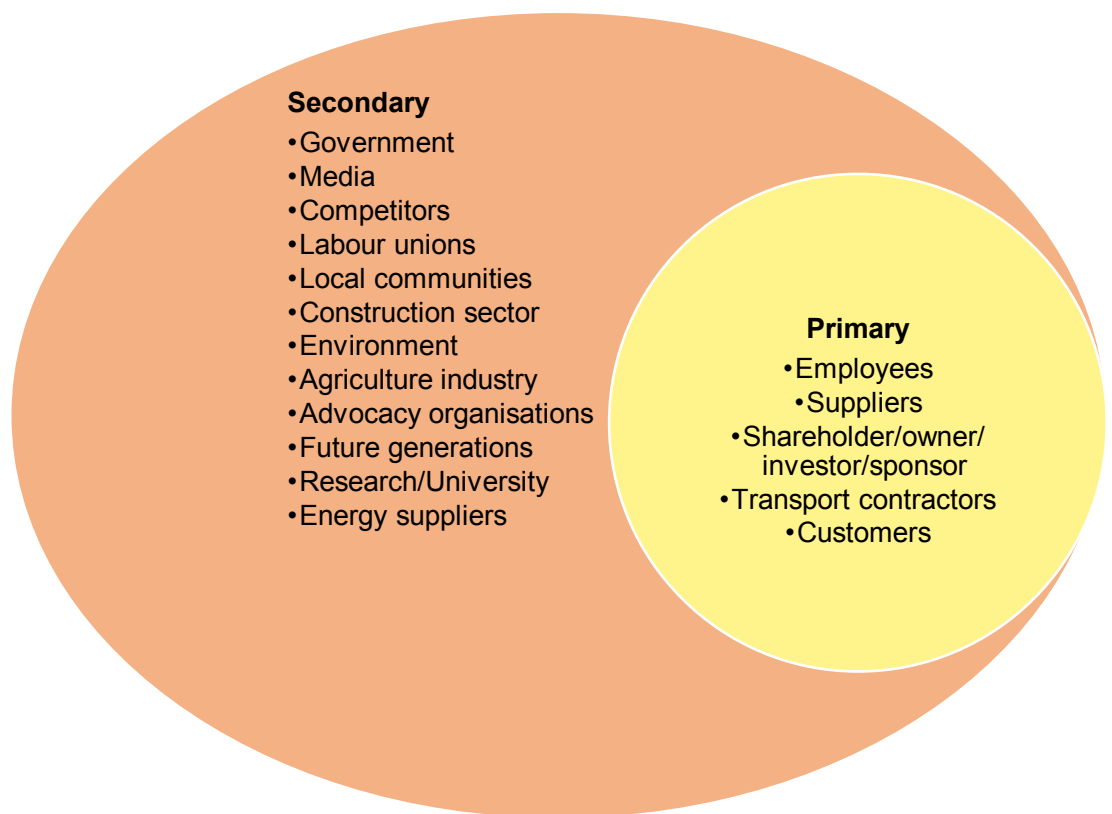 Secondary
•Government
•Media
•Competitors
•Labour unions
•Local communities
•Construction sector
•Environment
•Agriculture industry
•Advocacy organisations
•Future generations
•Research/University
•Energy suppliers
Primary
•Employees
•Suppliers
•Shareholder/owner/
investor/sponsor
•Transport contractors
•Customers